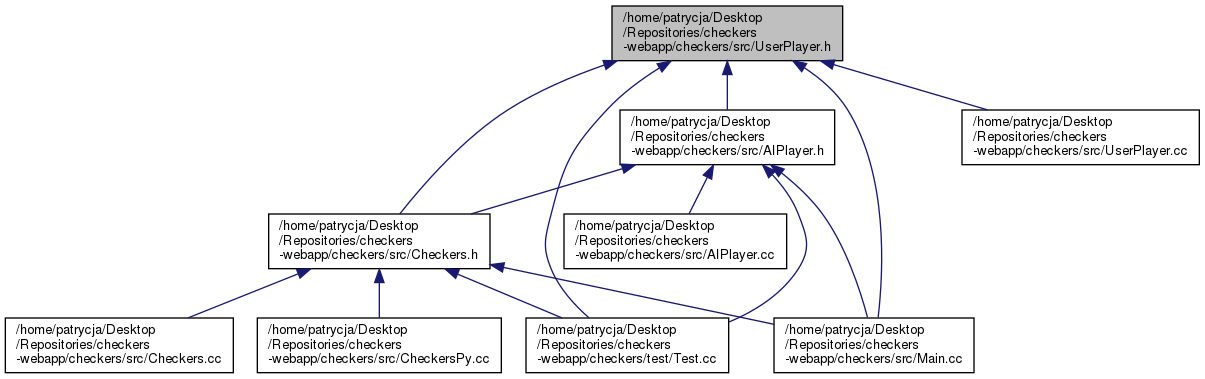 /home/patrycja/Desktop
/Repositories/checkers
-webapp/checkers/src/UserPlayer.h
/home/patrycja/Desktop
/Repositories/checkers
-webapp/checkers/src/AIPlayer.h
/home/patrycja/Desktop
/Repositories/checkers
-webapp/checkers/src/UserPlayer.cc
/home/patrycja/Desktop
/Repositories/checkers
-webapp/checkers/src/Checkers.h
/home/patrycja/Desktop
/Repositories/checkers
-webapp/checkers/src/AIPlayer.cc
/home/patrycja/Desktop
/Repositories/checkers
-webapp/checkers/src/Checkers.cc
/home/patrycja/Desktop
/Repositories/checkers
-webapp/checkers/src/CheckersPy.cc
/home/patrycja/Desktop
/Repositories/checkers
-webapp/checkers/test/Test.cc
/home/patrycja/Desktop
/Repositories/checkers
-webapp/checkers/src/Main.cc